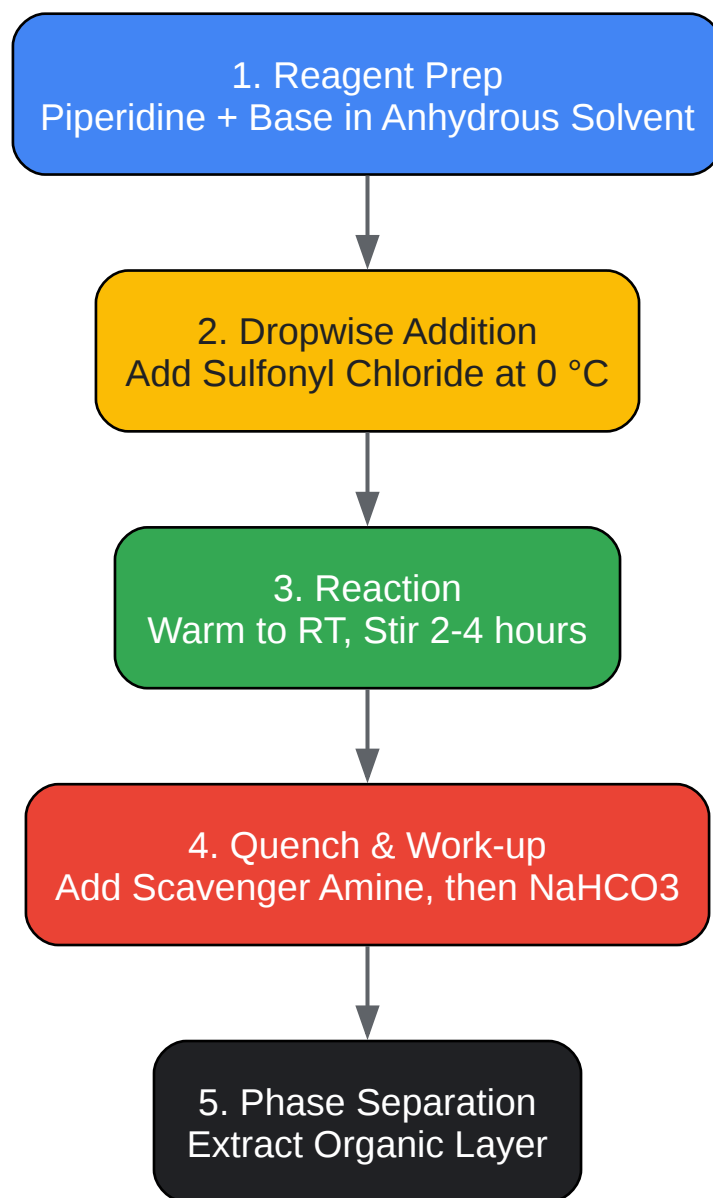 1. Reagent Prep
Piperidine + Base in Anhydrous Solvent
2. Dropwise Addition
Add Sulfonyl Chloride at 0 °C
3. Reaction
Warm to RT, Stir 2-4 hours
4. Quench & Work-up
Add Scavenger Amine, then NaHCO3
5. Phase Separation
Extract Organic Layer